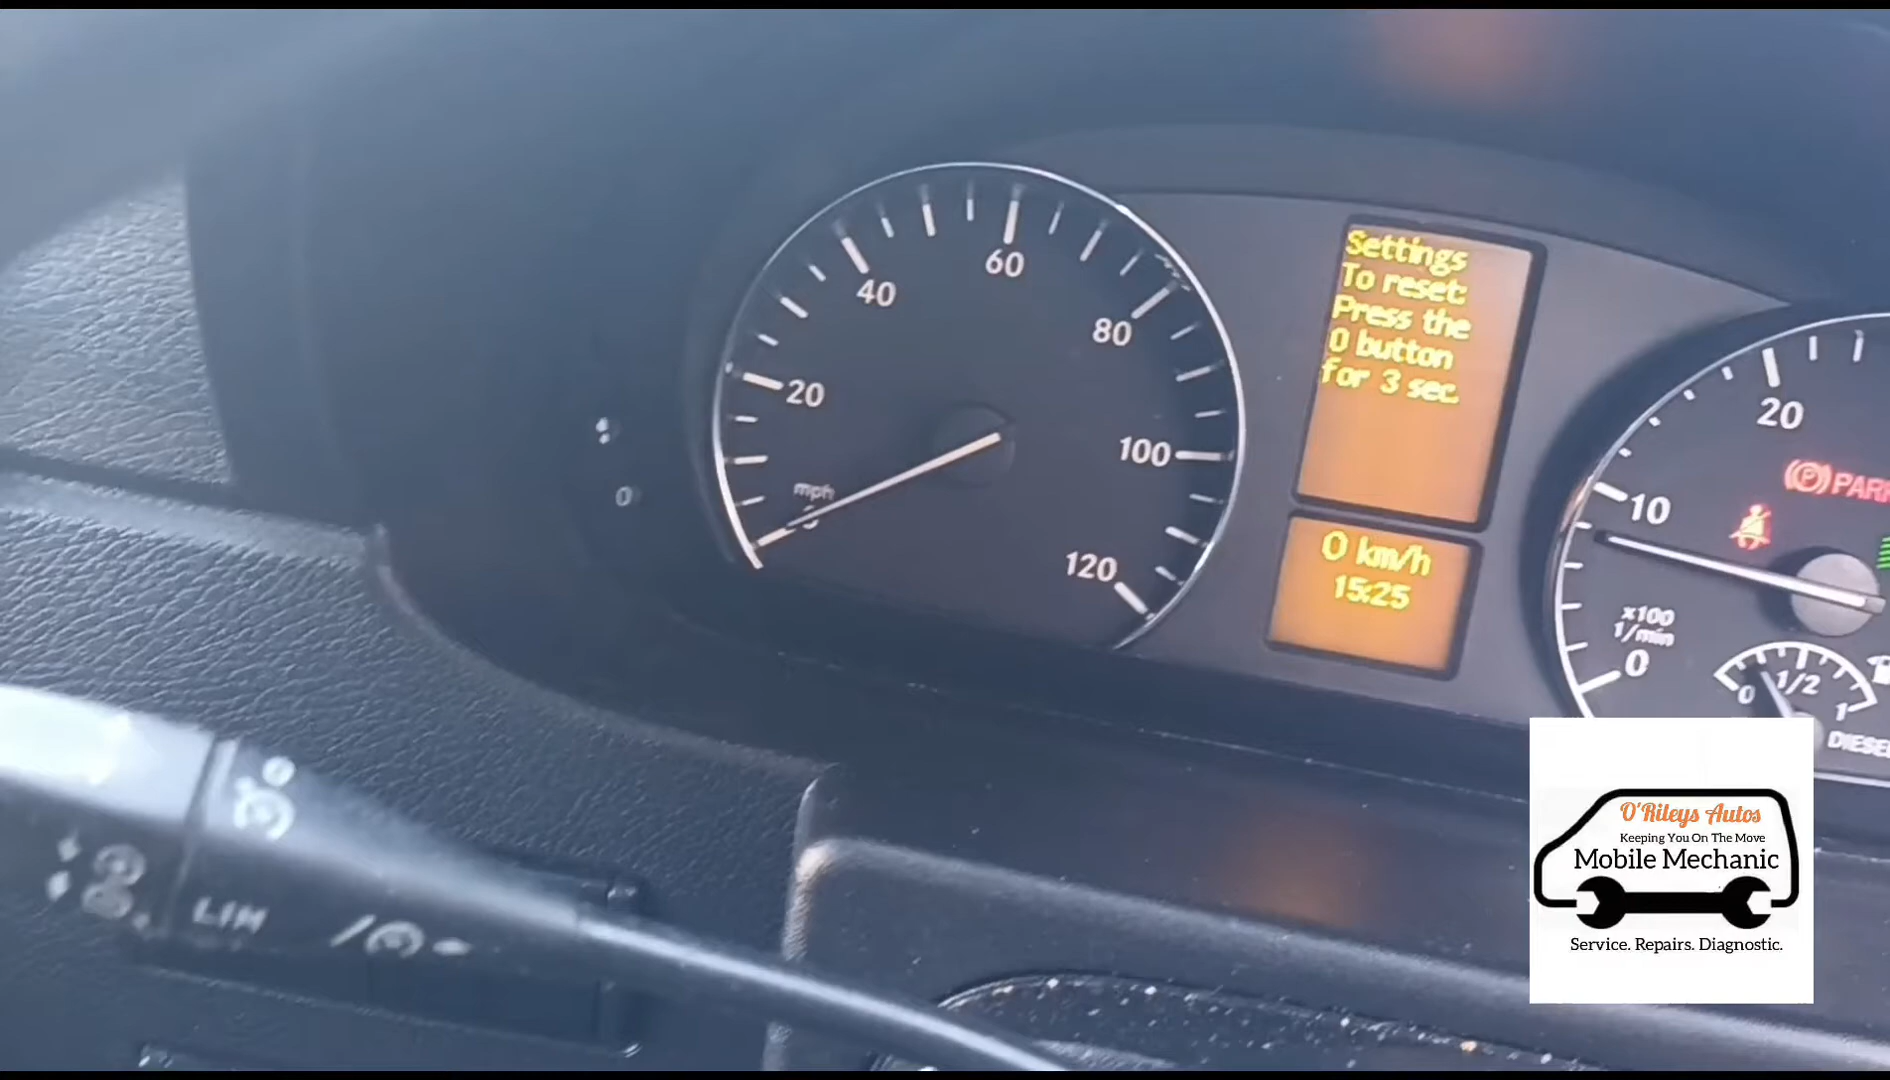 60
40
80
20
100
mph
120
Settings
To reset:
Press the
0 button
for 3 sec.
0 km/h
15:25
20
10
x100
1/min
0
0
1/2
1
0
LIM
O'Rileys Autos
Keeping You On The Move
Mobile Mechanic
Service. Repairs. Diagnostic.